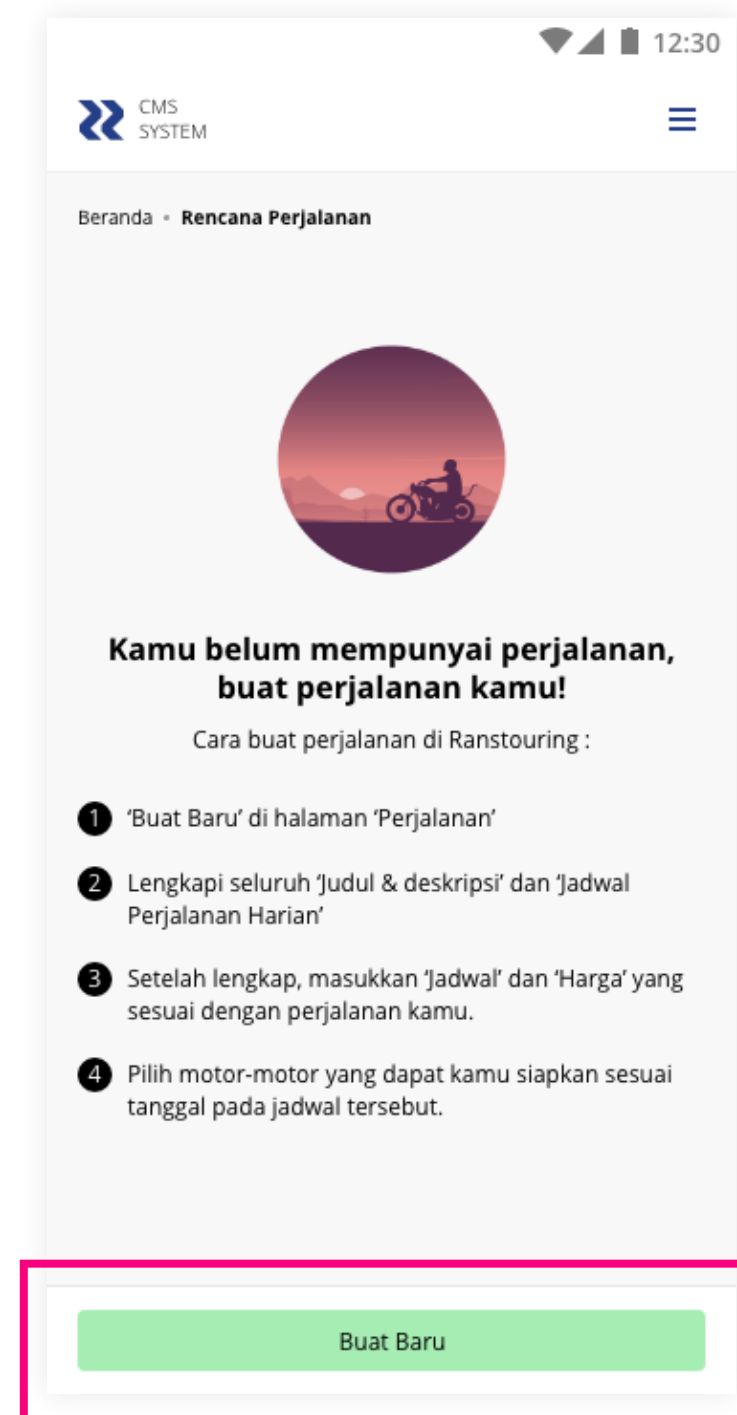 12:30
CMS
SYSTEM
Beranda • Rencana Perjalanan
Kamu belum mempunyai perjalanan,
buat perjalanan kamu!
Cara buat perjalanan di Ranstouring :
1 ‘Buat Baru’ di halaman ‘Perjalanan’
2 Lengkapi seluruh ‘Judul & deskripsi’ dan ‘Jadwal
Perjalanan Harian’
3 Setelah lengkap, masukkan ‘Jadwal’ dan ‘Harga’ yang
sesuai dengan perjalanan kamu.
4 Pilih motor-motor yang dapat kamu siapkan sesuai
tanggal pada jadwal tersebut.
Buat Baru